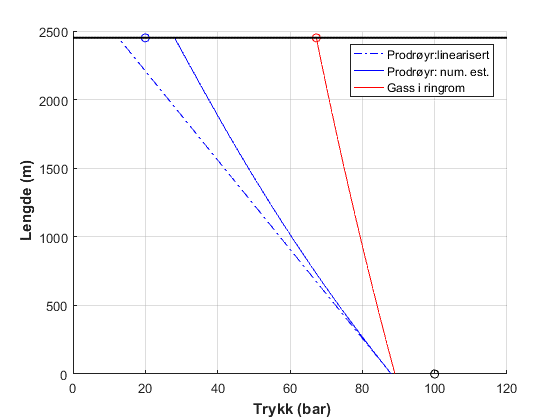 2500
2000
1500
1000
500
0
Lengde (m)
Prodrøyr:linearisert
Prodrøyr: num. est.
Gass i ringrom
0 20 40 60 80 100 120
Trykk (bar)